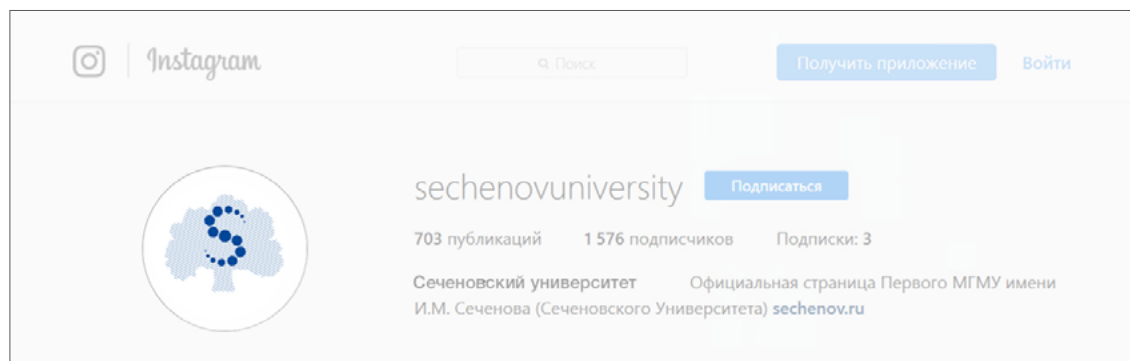 Instagram Поиск Получить приложение Войти
sechenovuniversity Подписаться
703 публикаций 1 576 подписчиков Подписки: 3
Сеченовский университет Официальная страница Первого МГМУ имени
И.М. Сеченова (Сеченовского Университета) sechenov.ru